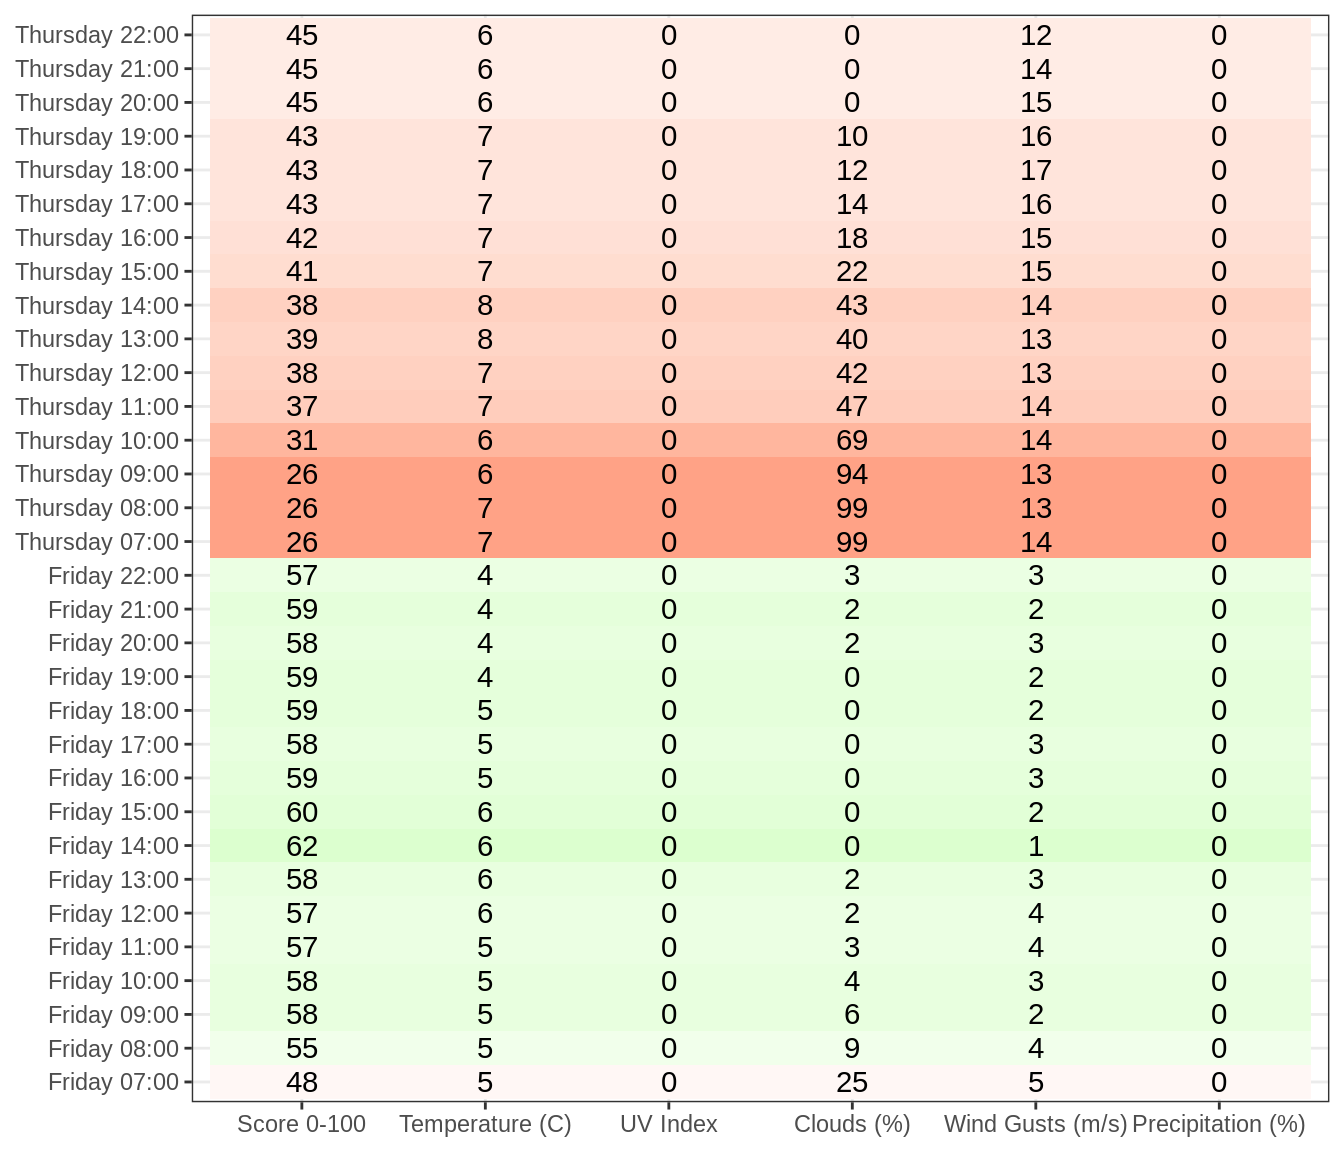 Thursday 22:00 45 6 0 0 12 0
Thursday 21:00 45 6 0 0 14 0
Thursday 20:00 45 6 0 0 15 0
Thursday 19:00 43 7 0 10 16 0
Thursday 18:00 43 7 0 12 17 0
Thursday 17:00 43 7 0 14 16 0
Thursday 16:00 42 7 0 18 15 0
Thursday 15:00 41 7 0 22 15 0
Thursday 14:00 38 8 0 43 14 0
Thursday 13:00 39 8 0 40 13 0
Thursday 12:00 38 7 0 42 13 0
Thursday 11:00 37 7 0 47 14 0
Thursday 10:00 31 6 0 69 14 0
Thursday 09:00 26 6 0 94 13 0
Thursday 08:00 26 7 0 99 13 0
Thursday 07:00 26 7 0 99 14 0
Friday 22:00 57 4 0 3 3 0
Friday 21:00 59 4 0 2 2 0
Friday 20:00 58 4 0 2 3 0
Friday 19:00 59 4 0 0 2 0
Friday 18:00 59 5 0 0 2 0
Friday 17:00 58 5 0 0 3 0
Friday 16:00 59 5 0 0 3 0
Friday 15:00 60 6 0 0 2 0
Friday 14:00 62 6 0 0 1 0
Friday 13:00 58 6 0 2 3 0
Friday 12:00 57 6 0 2 4 0
Friday 11:00 57 5 0 3 4 0
Friday 10:00 58 5 0 4 3 0
Friday 09:00 58 5 0 6 2 0
Friday 08:00 55 5 0 9 4 0
Friday 07:00 48 5 0 25 5 0
Score 0-100 Temperature (C) UV Index Clouds (%) Wind Gusts (m/s) Precipitation (%)